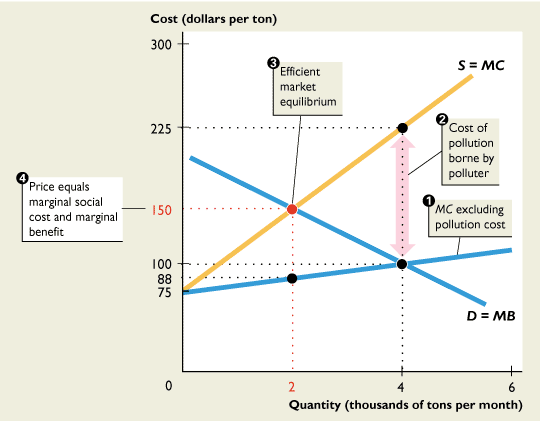 Cost (dollars per ton)
300
S = MC
3
Efficient
market
equilibrium
225
2
Cost of
pollution
borne by
polluter
4
Price equals
marginal social
cost and marginal
benefit
150
1
MC excluding
pollution cost
100
88
75
D = MB
0
2
4
6
Quantity (thousands of tons per month)